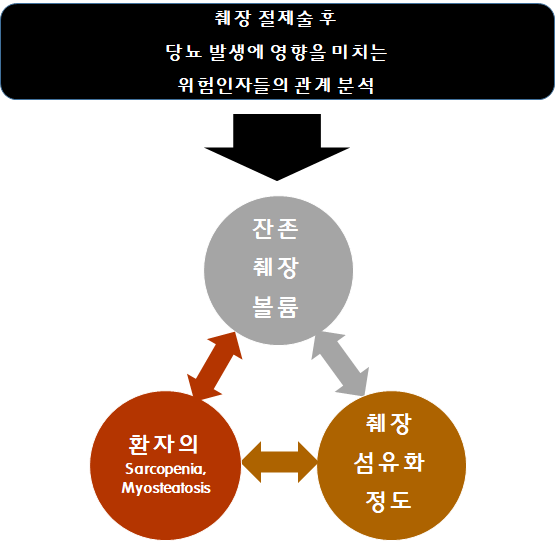 췌장 절제술 후
당뇨 발생에 영향을 미치는
위험인자들의 관계 분석
잔존
췌장
볼륨
환자의
Sarcopenia,
Myosteatosis
췌장
섬유화
정도